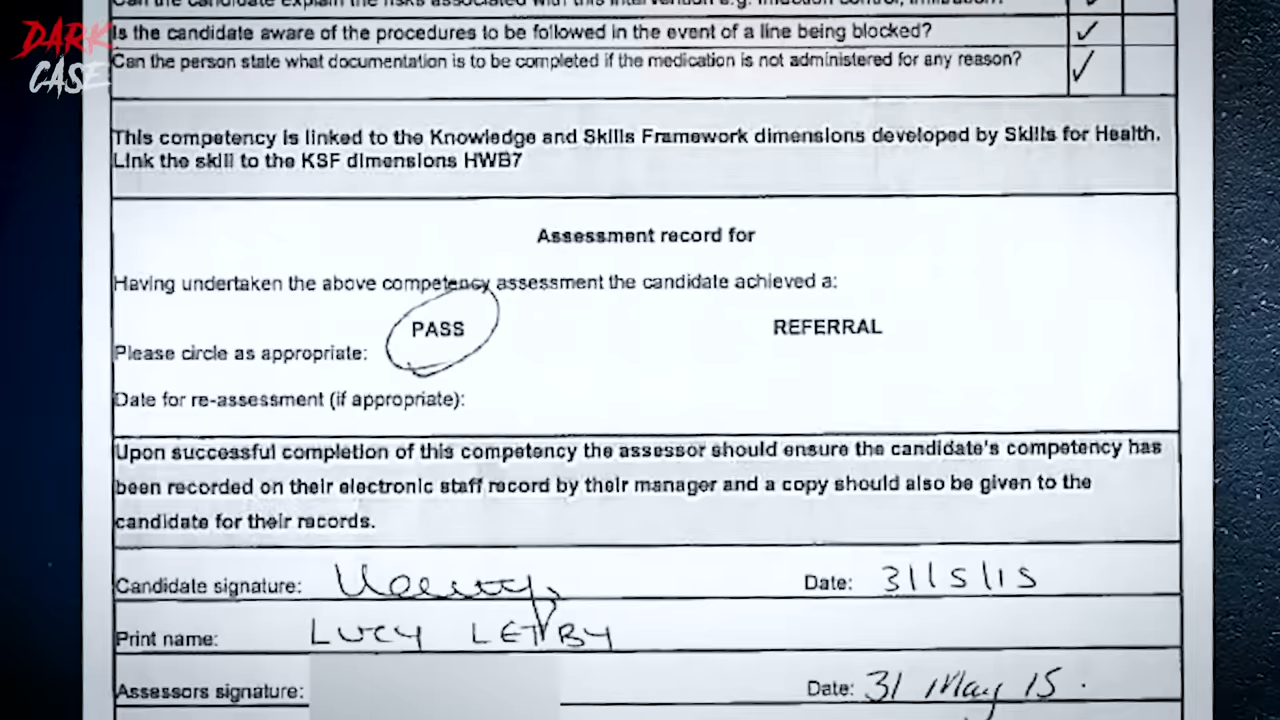 DARK
CASE
Is the candidate aware of the procedures to be followed in the event of a line being blocked?
Can the person state what documentation is to be completed if the medication is not administered for any reason?
This competency is linked to the Knowledge and Skills Framework dimensions developed by Skills for Health.
Link the skill to the KSF dimensions HWB7
Assessment record for
Having undertaken the above competency assessment the candidate achieved a:
PASS REFERRAL
Please circle as appropriate:
Date for re-assessment (if appropriate):
Upon successful completion of this competency the assessor should ensure the candidate's competency has
been recorded on their electronic staff record by their manager and a copy should also be given to the
candidate for their records.
Candidate signature: Date: 31/5/15
Print name: LUCY LETBY
Assessors signature: Date: 31 May 15.